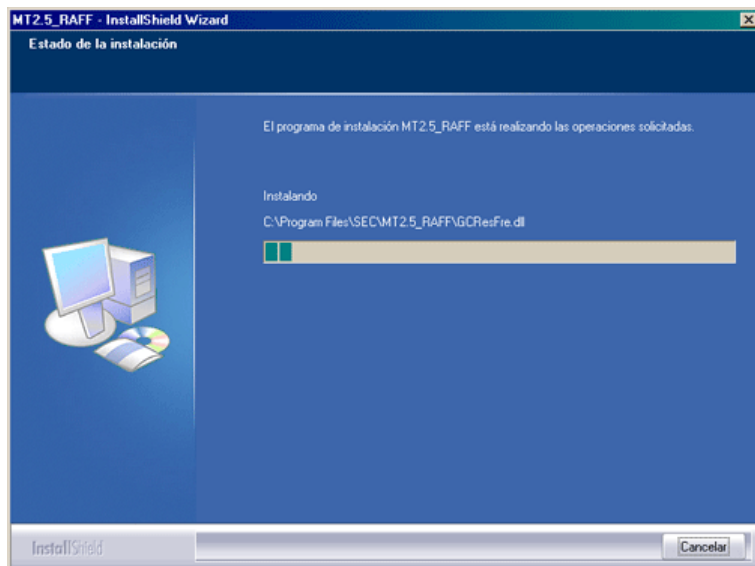 MT2.5_RAFF - InstallShield Wizard
Estado de la instalación
El programa de instalación MT2.5_RAFF está realizando las operaciones solicitadas.
Instalando
C:\Program Files\SEC\MT2.5_RAFF\GCResFre.dll
InstallShield
Cancelar